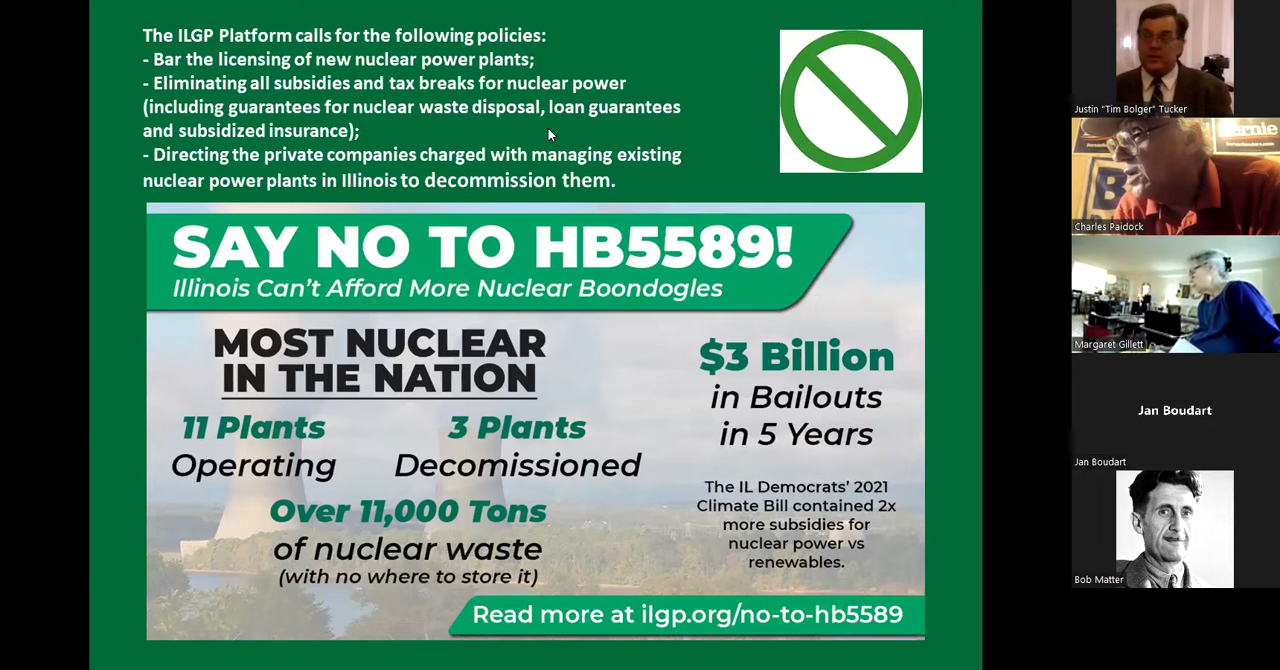 The ILGP Platform calls for the following policies:
- Bar the licensing of new nuclear power plants;
- Eliminating all subsidies and tax breaks for nuclear power
(including guarantees for nuclear waste disposal, loan guarantees
and subsidized insurance);
- Directing the private companies charged with managing existing
nuclear power plants in Illinois to decommission them.
SAY NO TO HB5589!
Illinois Can't Afford More Nuclear Boondogles
MOST NUCLEAR
IN THE NATION
11 Plants
Operating
3 Plants
Decomissioned
Over 11,000 Tons
of nuclear waste
(with no where to store it)
$3 Billion
in Bailouts
in 5 Years
The IL Democrats' 2021
Climate Bill contained 2x
more subsidies for
nuclear power vs
renewables.
Read more at ilgp.org/no-to-hb5589
Justin "Tim Bolger" Tucker
Charles Paidock
Margaret Gillett
Jan Boudart
Jan Boudart
Bob Matter